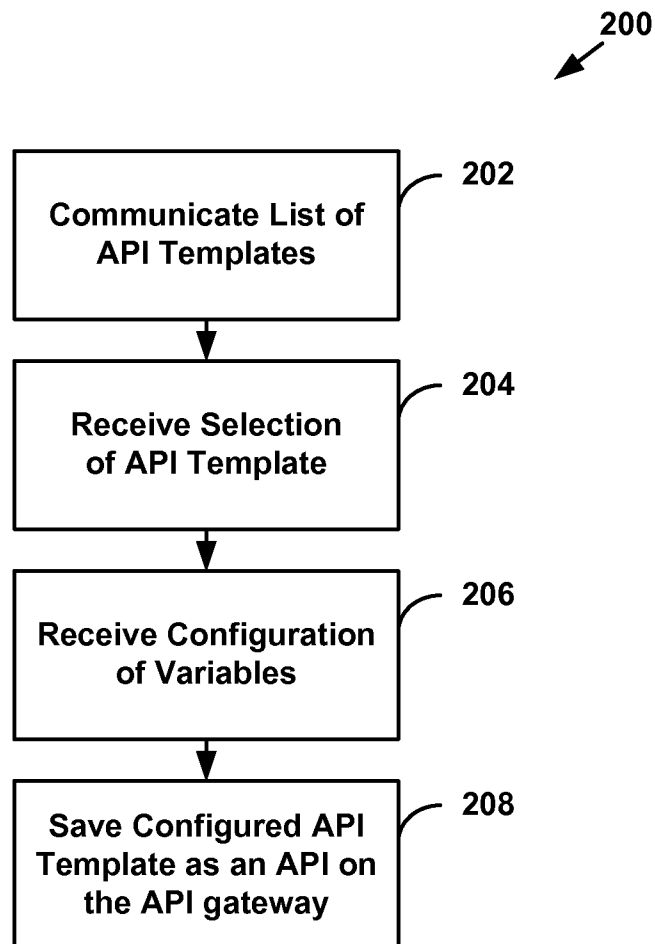 200
202
Communicate List of
API Templates
204
Receive Selection
of API Template
206
Receive Configuration
of Variables
208
Save Configured API
Template as an API on
the API gateway